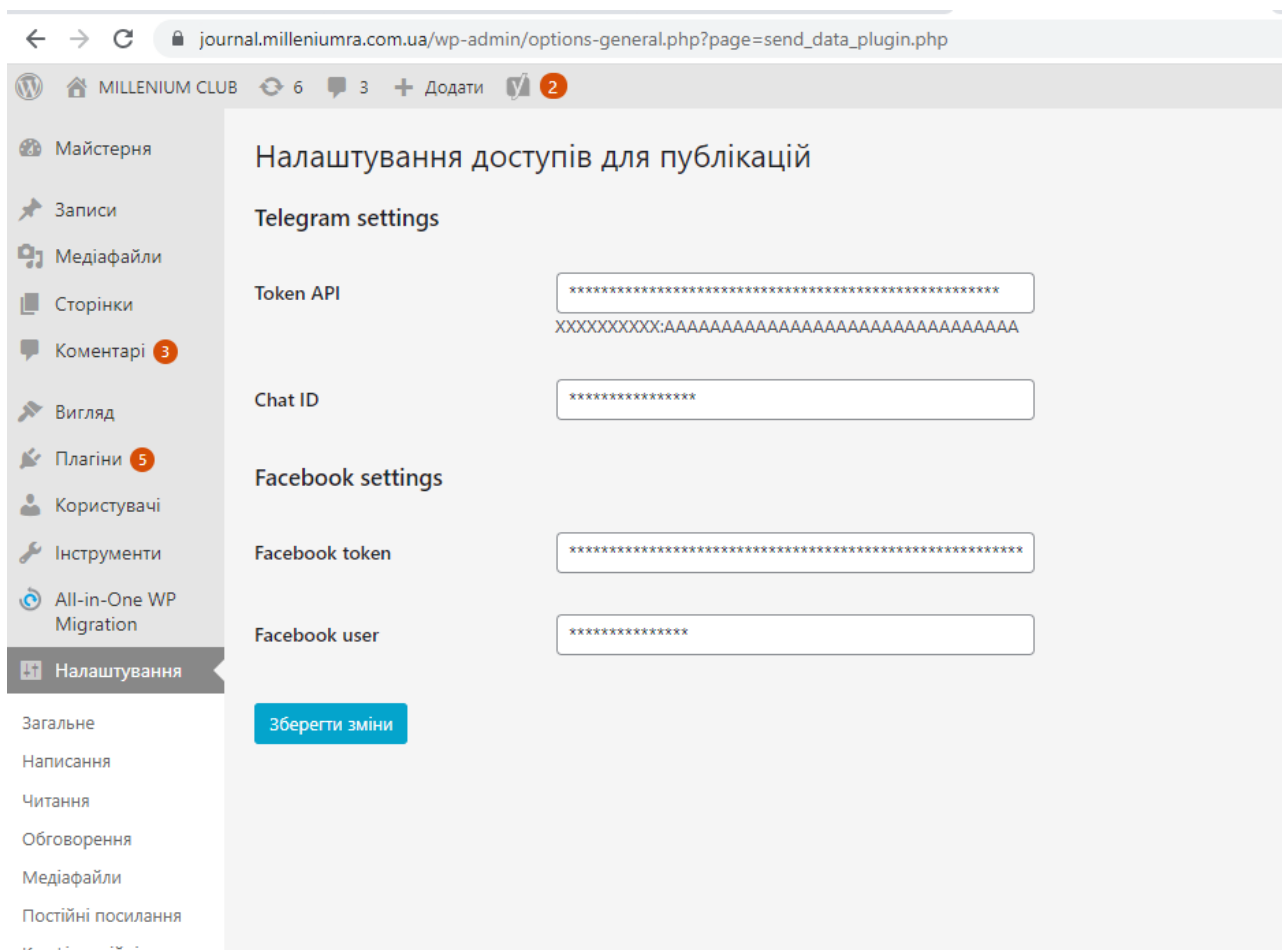 journal.milleniumra.com.ua/wp-admin/options-general.php?page=send_data_plugin.php
MILLENIUM CLUB 6 3 + Додати 2
Майстерня
Записи
Медіафайли
Сторінки
Коментарі 3
Вигляд
Плагіни 5
Користувачі
Інструменти
All-in-One WP
Migration
Налаштування
Загальне
Написання
Читання
Обговорення
Медіафайли
Постійні посилання
Налаштування доступів для публікацій
Telegram settings
Token API
******************************************************
XXXXXXXXXX:AAAAAAAAAAAAAAAAAAAAAAAAAAAAAAA
Chat ID
****************
Facebook settings
Facebook token
*********************************************************
Facebook user
***************
Зберегти зміни